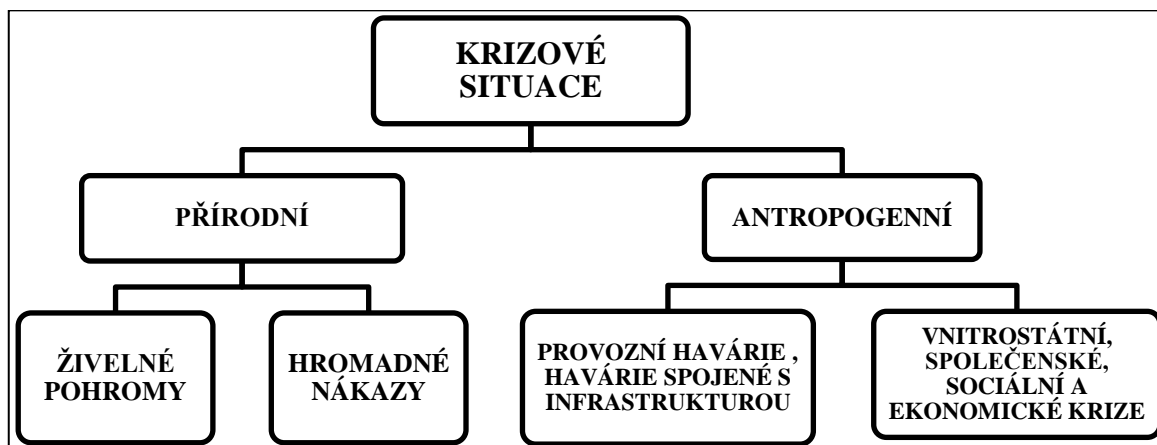 KRIZOVÉ
SITUACE
PŘÍRODNÍ
ANTROPOGENNÍ
ŽIVELNÉ
POHROMY
HROMADNÉ
NÁKAZY
PROVOZNÍ HAVÁRIE ,
HAVÁRIE SPOJENÉ S
INFRASTRUKTUROU
VNITROSTÁTNÍ,
SPOLEČENSKÉ,
SOCIÁLNÍ A
EKONOMICKÉ KRIZE